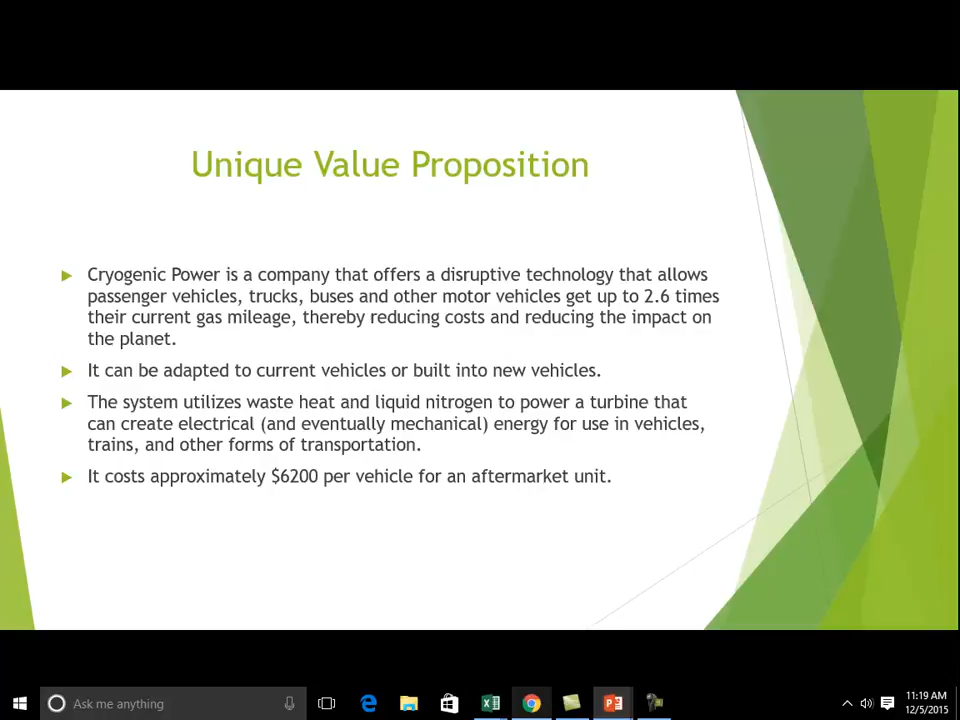 Unique Value Proposition
Cryogenic Power is a company that offers a disruptive technology that allows
passenger vehicles, trucks, buses and other motor vehicles get up to 2.6 times
their current gas mileage, thereby reducing costs and reducing the impact on
the planet.
It can be adapted to current vehicles or built into new vehicles.
The system utilizes waste heat and liquid nitrogen to power a turbine that
can create electrical (and eventually mechanical) energy for use in vehicles,
trains, and other forms of transportation.
It costs approximately $6200 per vehicle for an aftermarket unit.
Ask me anything
11:19 AM
12/5/2015